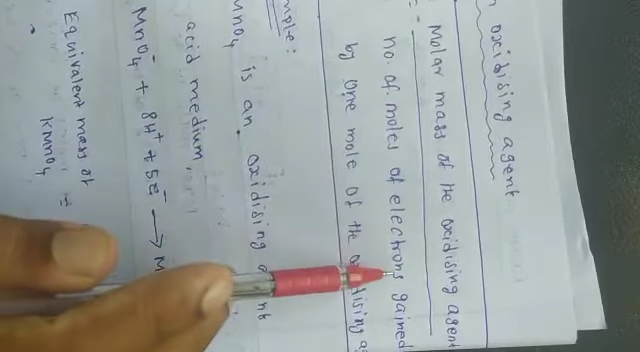 oxidising agent
Molar mass of the oxidising agent
no. of moles of electrons gained
by one mole of the
mple:
MnO4 is an oxidising
acid medium
MnO4⁻ + 8H⁺ + 5e⁻ →
Equivalent mass of
KMnO4 =